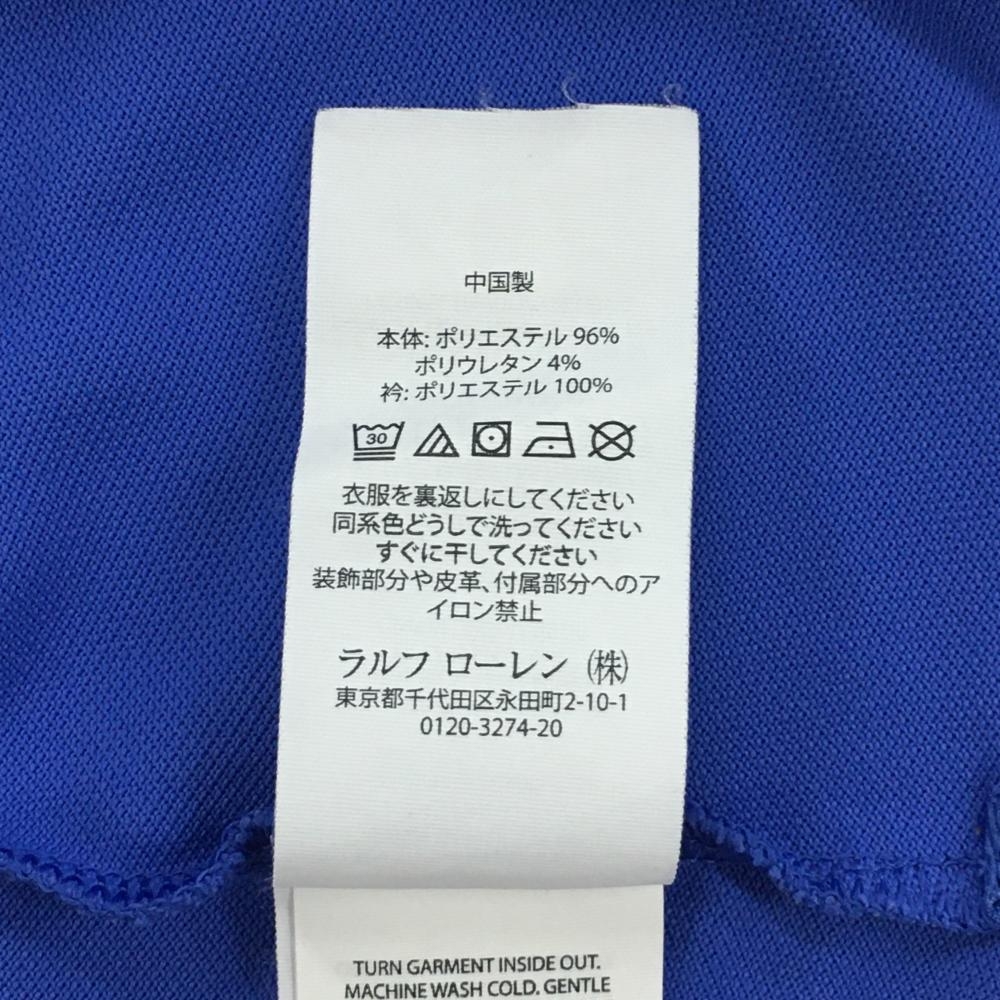 中国製
本体: ポリエステル 96%
ポリウレタン 4%
衿: ポリエステル 100%
30
衣服を裏返しにしてください
同系色どうしで洗ってください
すぐに干してください
装飾部分や皮革、付属部分へのア
イロン禁止
ラルフ ローレン ㈱
東京都千代田区永田町2-10-1
0120-3274-20
TURN GARMENT INSIDE OUT.
MACHINE WASH COLD. GENTLE